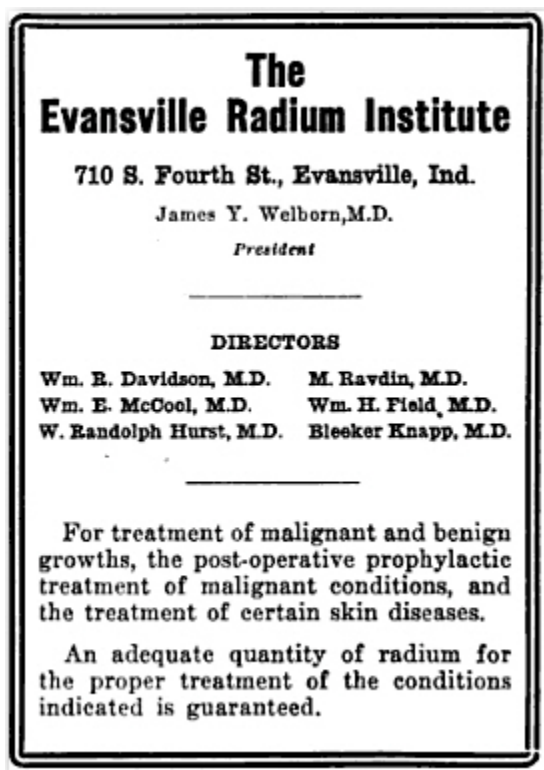 The
Evansville Radium Institute
710 S. Fourth St., Evansville, Ind.
James Y. Welborn,M.D.
President
DIRECTORS
Wm. R. Davidson, M.D. M. Ravdin, M.D.
Wm. E. McCool, M.D. Wm. H. Field, M.D.
W. Randolph Hurst, M.D. Bleeker Knapp, M.D.
For treatment of malignant and benign
growths, the post-operative prophylactic
treatment of malignant conditions, and
the treatment of certain skin diseases.
An adequate quantity of radium for
the proper treatment of the conditions
indicated is guaranteed.